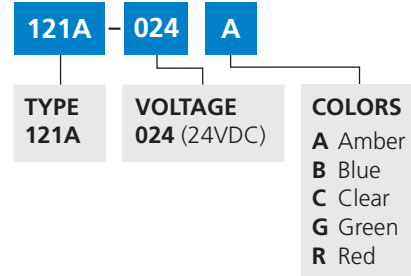 121A – 024 A
TYPE
121A
VOLTAGE
024 (24VDC)
COLORS
A Amber
B Blue
C Clear
G Green
R Red